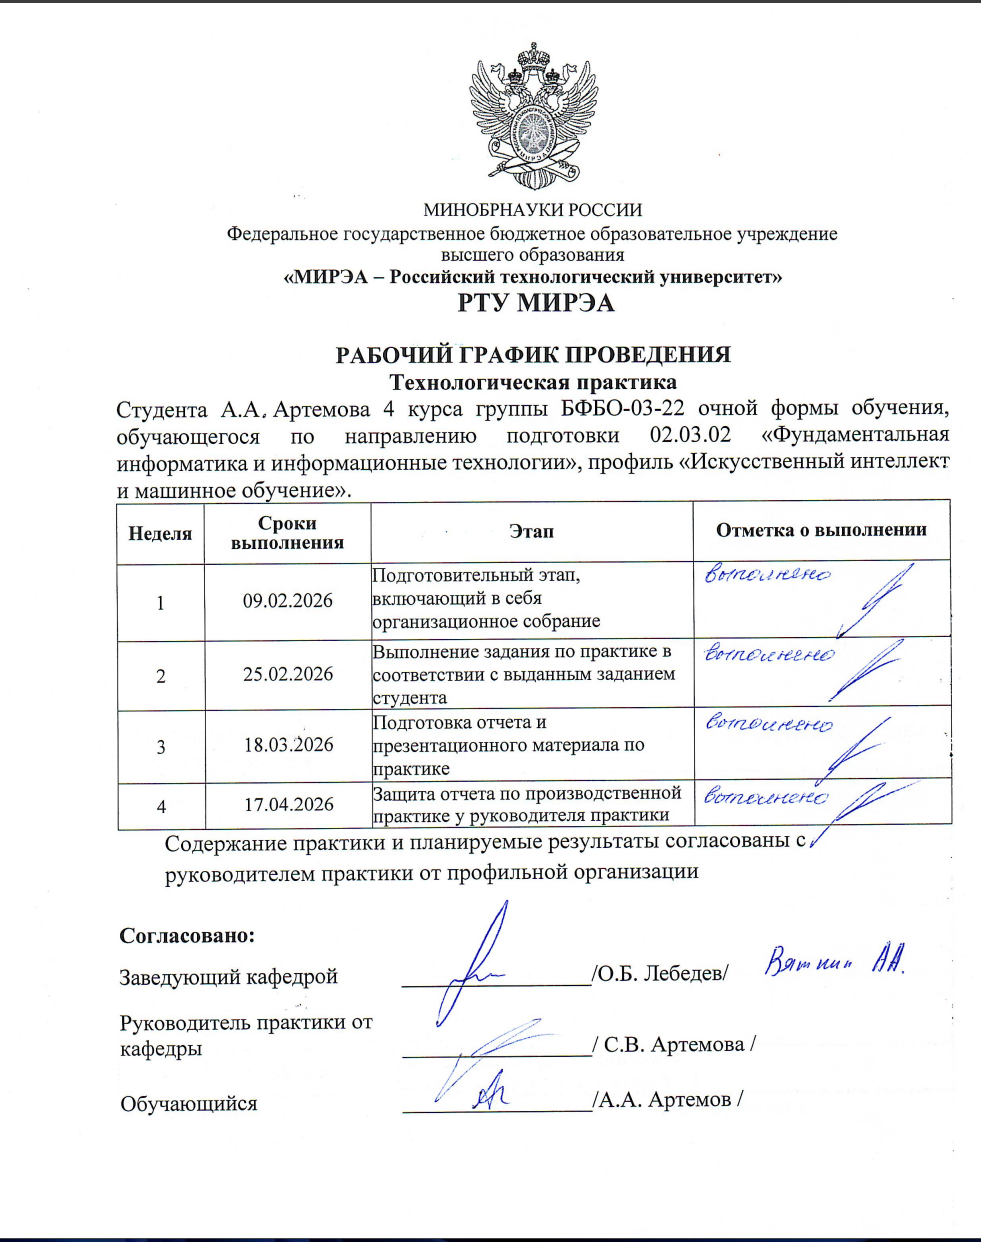 МИНОБРНАУКИ РОССИИ
Федеральное государственное бюджетное образовательное учреждение
высшего образования
«МИРЭА – Российский технологический университет»
РТУ МИРЭА
РАБОЧИЙ ГРАФИК ПРОВЕДЕНИЯ
Технологическая практика
Студента А.А. Артемова 4 курса группы БФБО-03-22 очной формы обучения,
обучающегося по направлению подготовки 02.03.02 «Фундаментальная
информатика и информационные технологии», профиль «Искусственный интеллект
и машинное обучение».
Неделя
Сроки
выполнения
Этап
Отметка о выполнении
1
09.02.2026
Подготовительный этап,
включающий в себя
организационное собрание
выполнено
2
25.02.2026
Выполнение задания по практике в
соответствии с выданным заданием
студента
выполнено
3
18.03.2026
Подготовка отчета и
презентационного материала по
практике
выполнено
4
17.04.2026
Защита отчета по производственной
практике у руководителя практики
выполнено
Содержание практики и планируемые результаты согласованы с
руководителем практики от профильной организации
Согласовано:
Заведующий кафедрой
/О.Б. Лебедев/
АА.
Руководитель практики от
кафедры
/ С.В. Артемова /
Обучающийся
/А.А. Артемов /